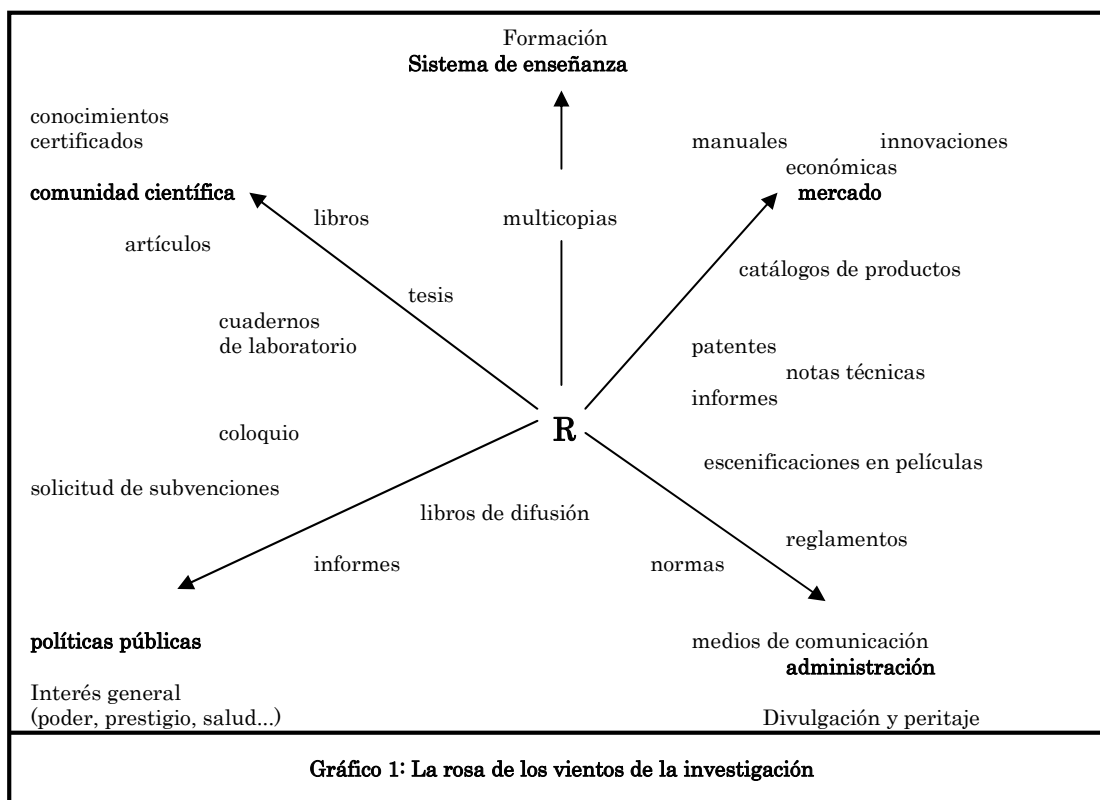 Formación
Sistema de enseñanza
conocimientos
certificados
manuales innovaciones
económicas
comunidad científica
mercado
libros
multicopias
artículos
catálogos de productos
tesis
cuadernos
de laboratorio
patentes
notas técnicas
informes
R
coloquio
escenificaciones en películas
solicitud de subvenciones
libros de difusión
reglamentos
informes
normas
políticas públicas
medios de comunicación
administración
Interés general
(poder, prestigio, salud...)
Divulgación y peritaje
Gráfico 1: La rosa de los vientos de la investigación